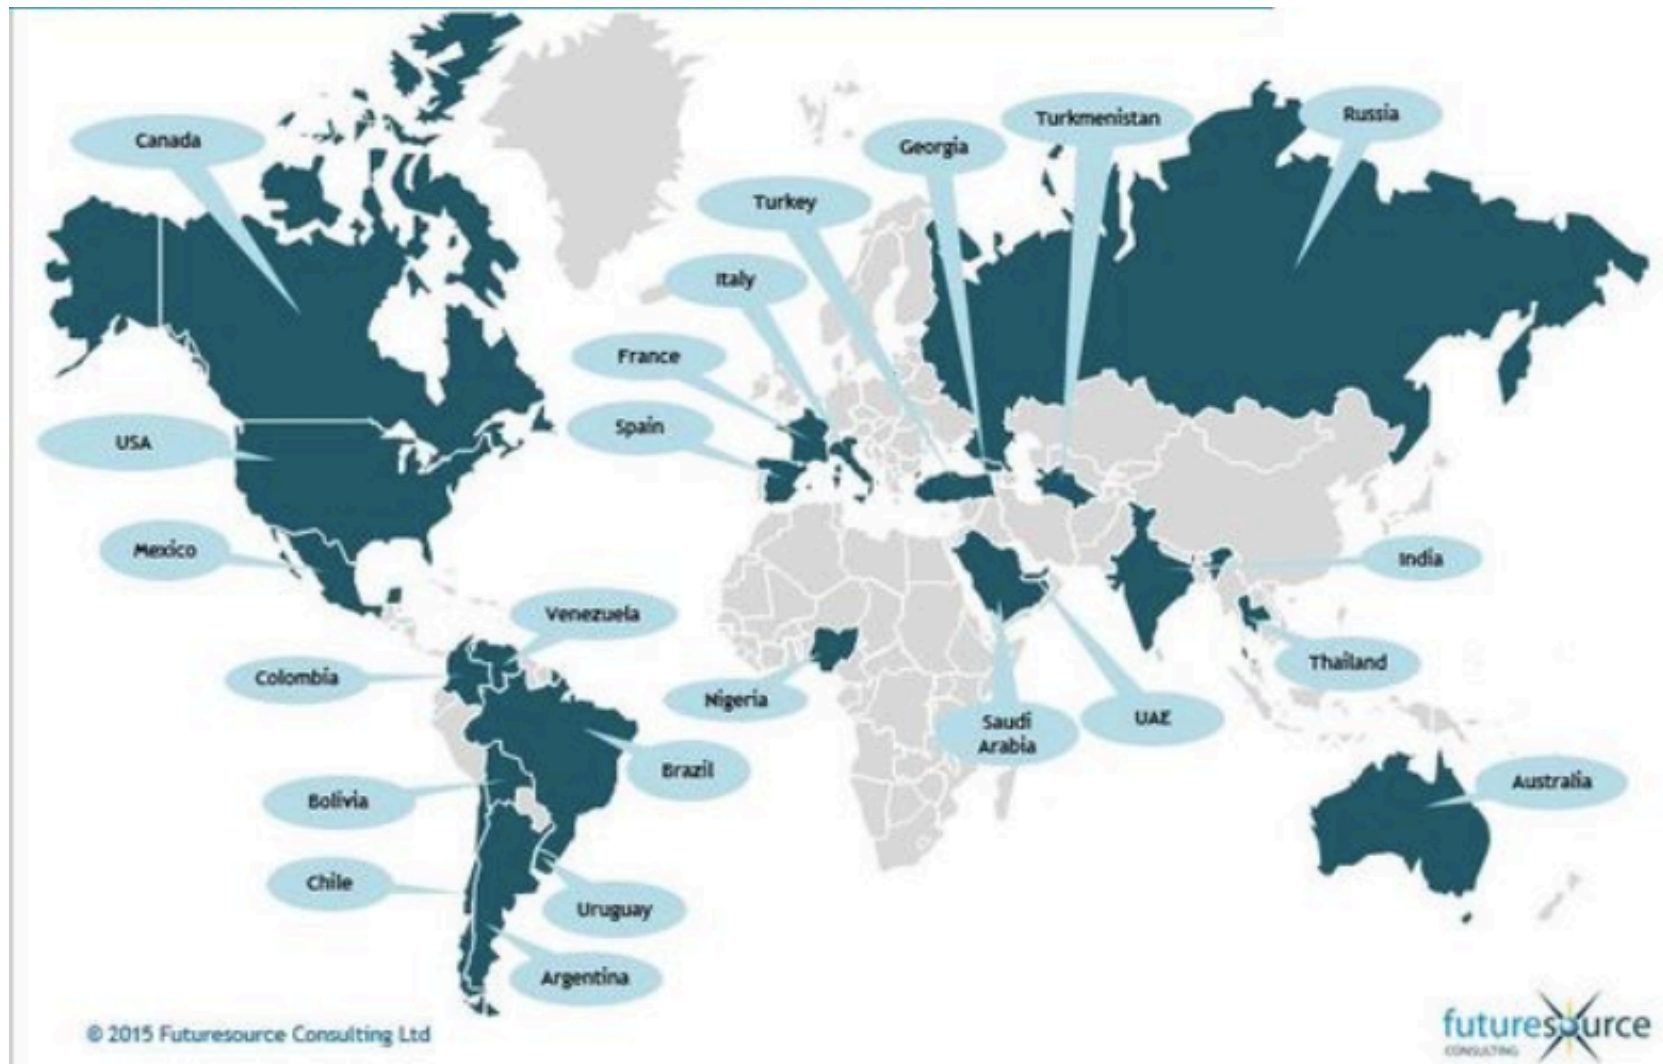 Canada
Turkmenistan
Russia
Georgia
Turkey
Italy
France
Spain
USA
Mexico
India
Venezuela
Thailand
Colombia
Nigeria
Saudi
Arabia
UAE
Brazil
Australia
Bolivia
Chile
Uruguay
Argentina
© 2015 Futuresource Consulting Ltd
futuresource
CONSULTING